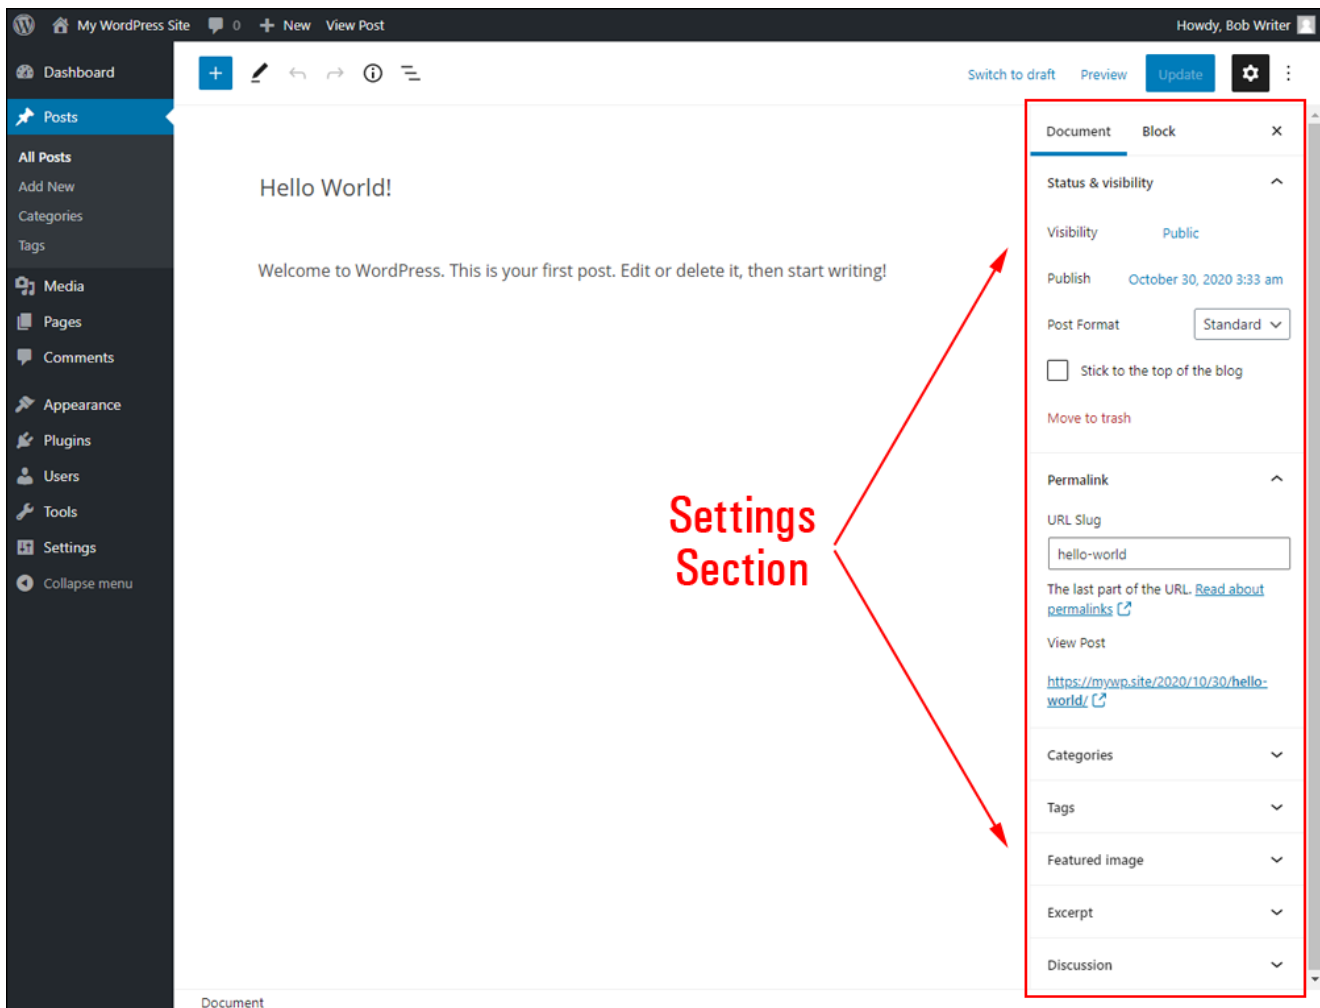 My WordPress Site
0
New
View Post
Howdy, Bob Writer
Dashboard
Posts
All Posts
Add New
Categories
Tags
Media
Pages
Comments
Appearance
Plugins
Users
Tools
Settings
Collapse menu
Switch to draft
Preview
Update
Hello World!
Welcome to WordPress. This is your first post. Edit or delete it, then start writing!
Settings
Section
Document
Block
Status & visibility
Visibility
Public
Publish
October 30, 2020 3:33 am
Post Format
Standard
Stick to the top of the blog
Move to trash
Permalink
URL Slug
hello-world
The last part of the URL. Read about
permalinks
View Post
https://mywp.site/2020/10/30/hello-
world/
Categories
Tags
Featured image
Excerpt
Discussion
Document